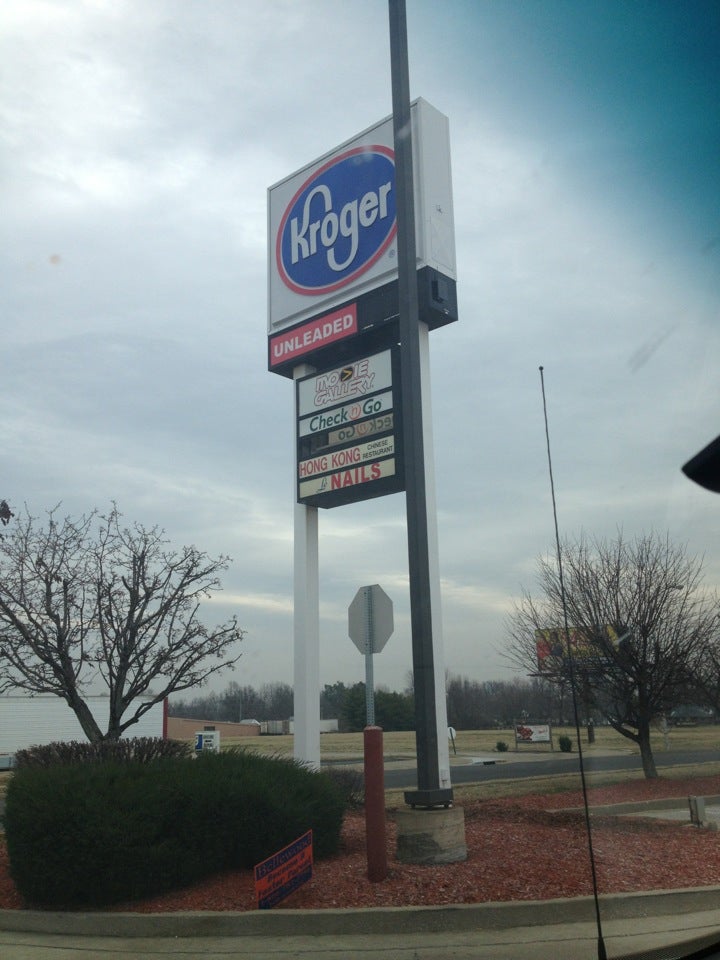 Kroger
UNLEADED
MOVIE
GALLERY
Check n Go
HONG KONG CHINESE
RESTAURANT
NAILS